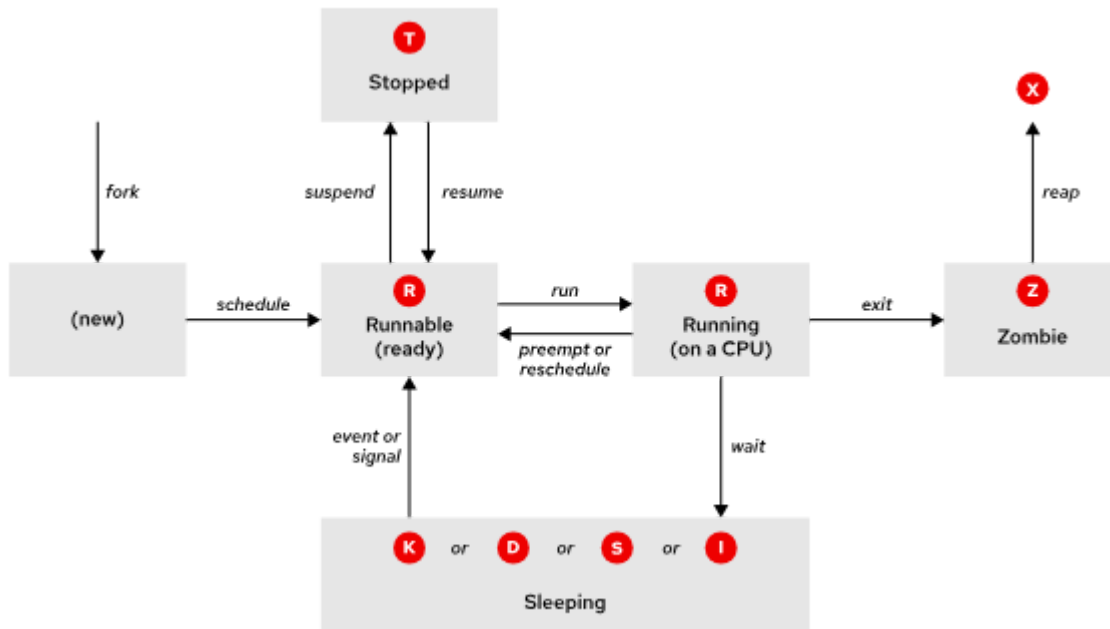 T
Stopped
X
fork
suspend
resume
reap
(new)
schedule
R
Runnable
(ready)
run
preempt or
reschedule
R
Running
(on a CPU)
exit
Z
Zombie
event or
signal
wait
K or D or S or I
Sleeping